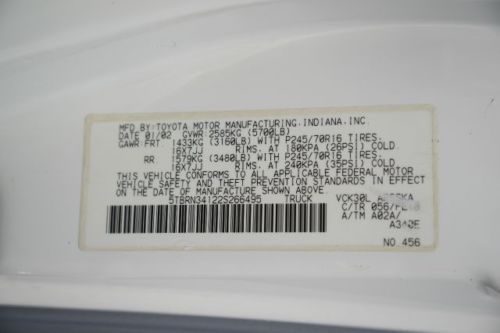 MFD.BY:TOYOTA MOTOR MANUFACTURING,INDIANA,INC.
DATE 01/02 GVWR 2585KG (5700LB)
GAWR:FRT. 1433KG (3160LB) WITH P245/70R16 TIRES.
16X7JJ RIMS. AT 180KPA (26PSI) COLD
RR 1579KG (3480LB) WITH P245/70R16 TIRES.
16X7JJ RIMS. AT 240KPA (35PSI) COLD
THIS VEHICLE CONFORMS TO ALL APPLICABLE FEDERAL MOTOR
VEHICLE SAFETY AND THEFT PREVENTION STANDARDS IN EFFECT
ON THE DATE OF MANUFACTURE SHOWN ABOVE.
5TBRN34122S266495 TRUCK VCK30L
C/TR 056/
A/TM A02A/
NO 456